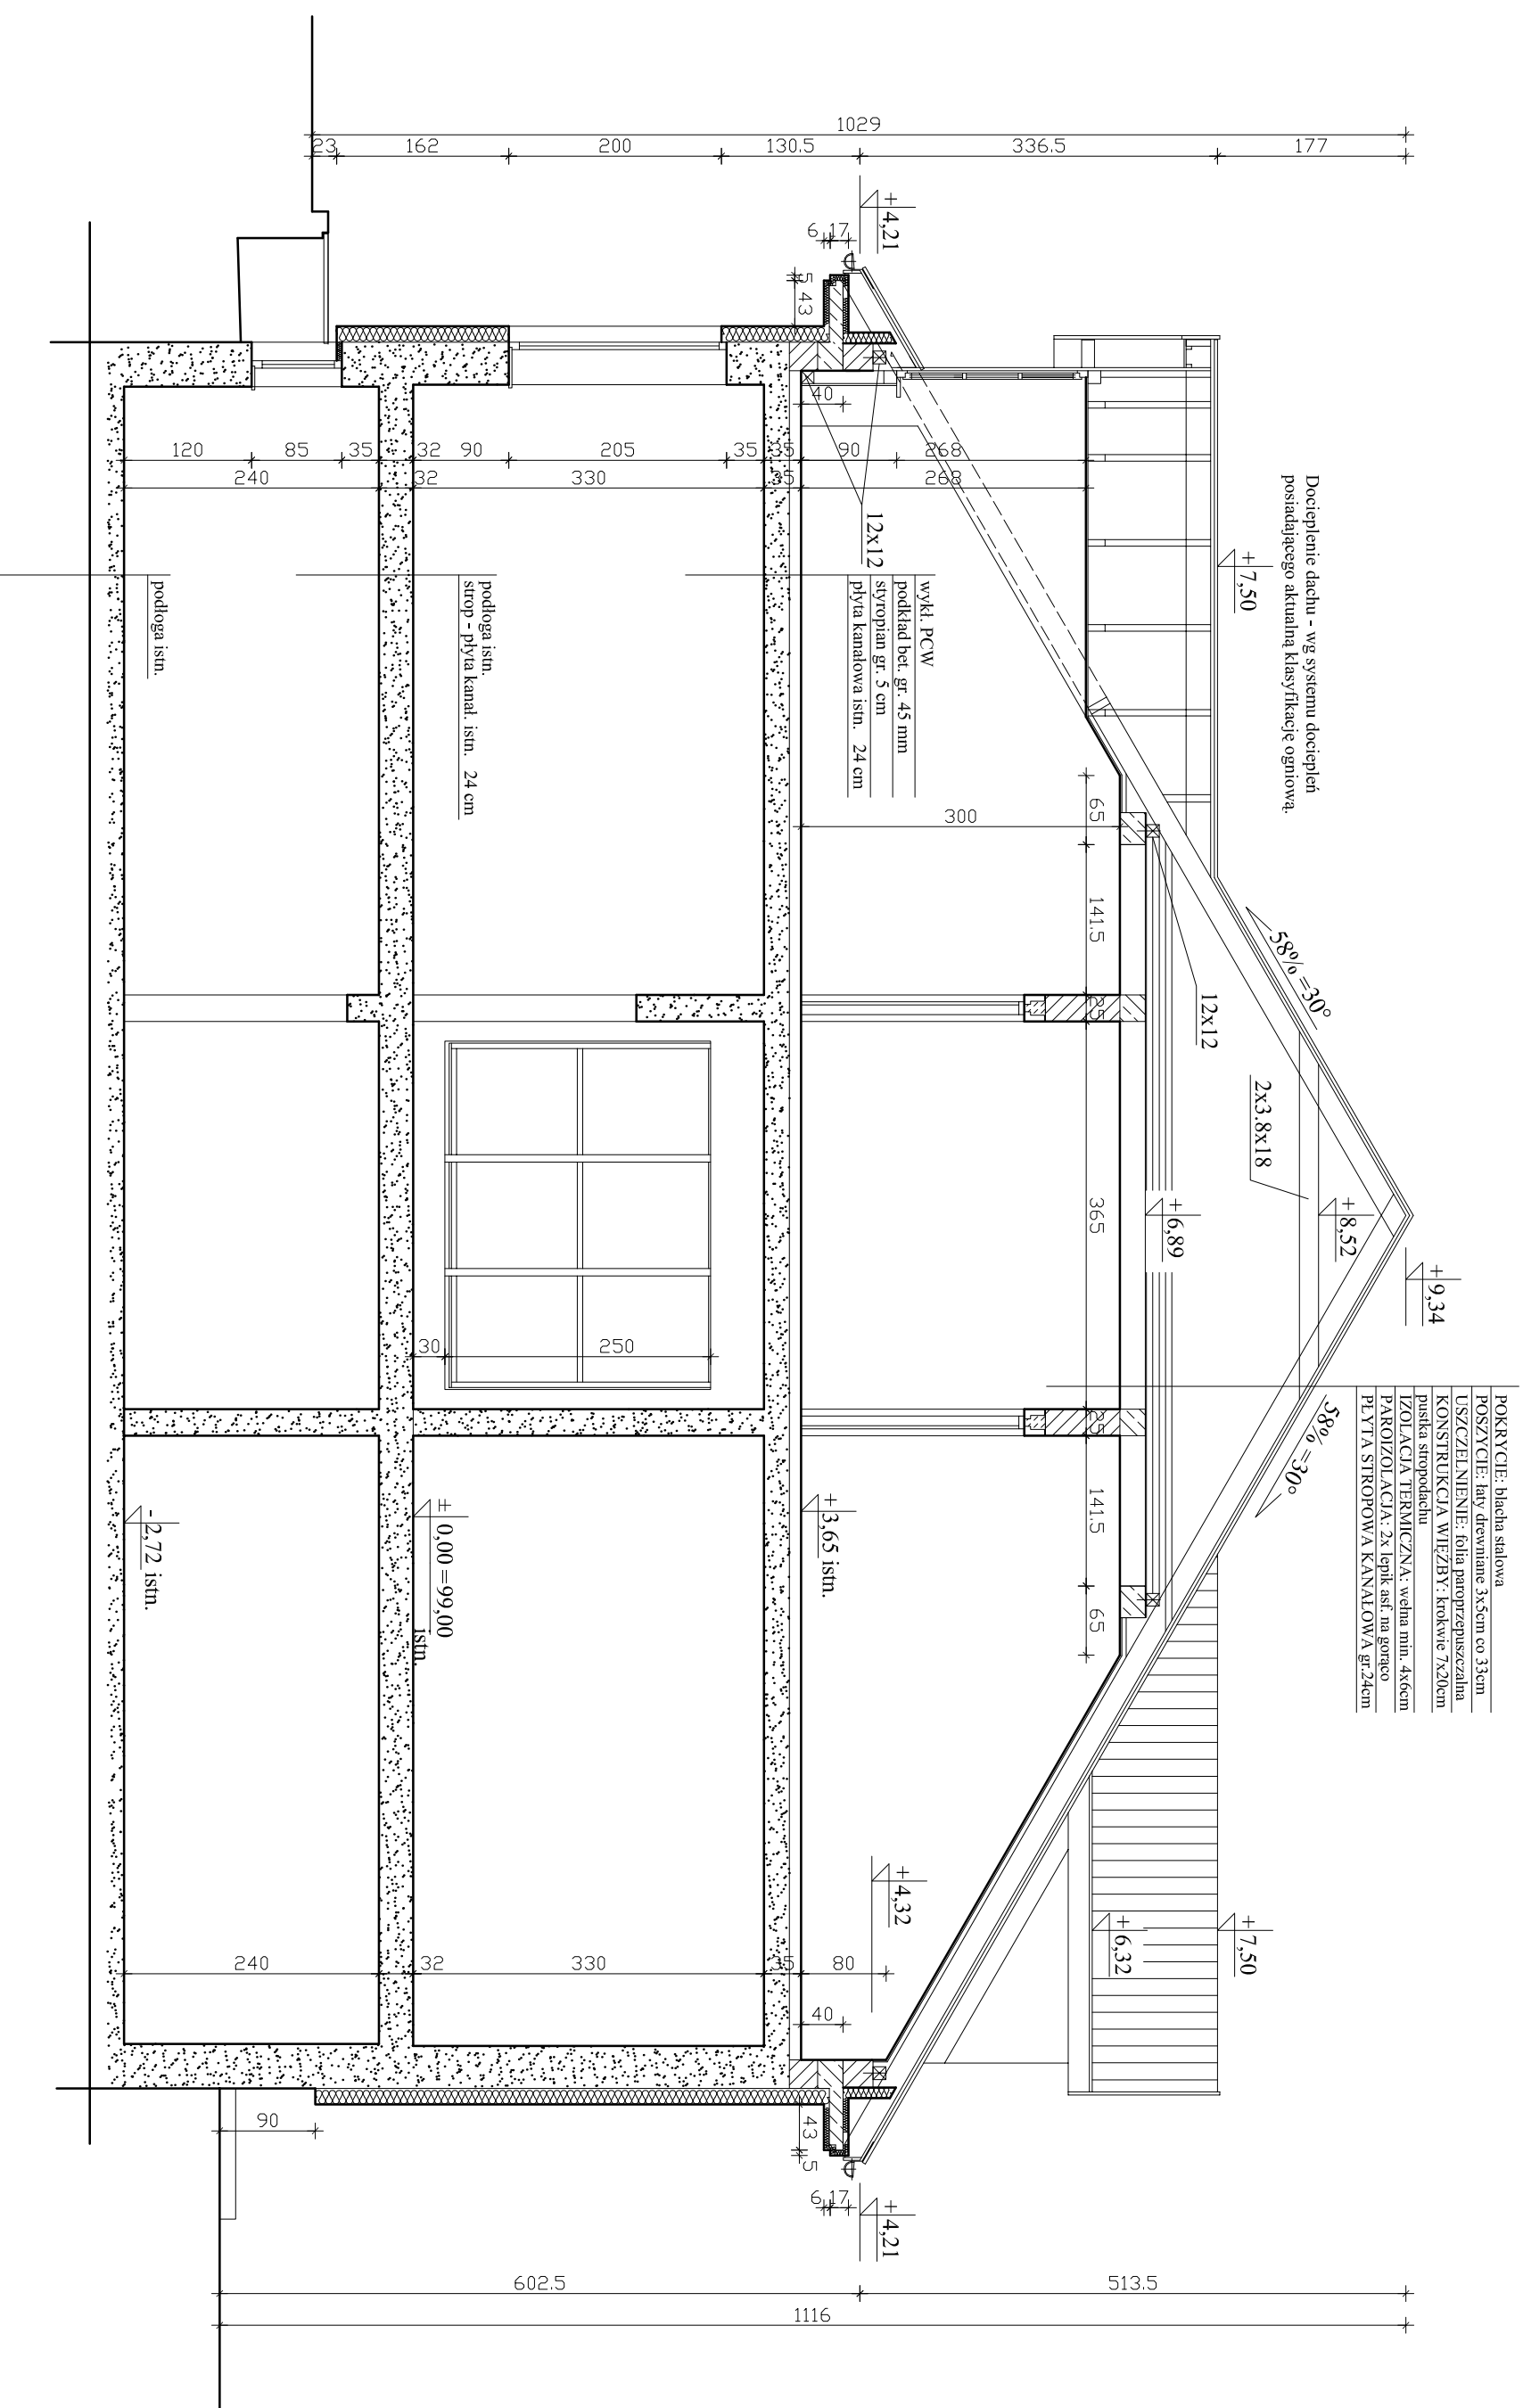 POKRYCIE: blacha stalowa
POSZYCIE: łaty drewniane 3x5cm co 33cm
USZCZELNIENIE: folia paroprzepuszczalna
KONSTRUKCJA WIĘŹBY: krokwie 7x20cm
pustka stropodachu
IZOLACJA TERMICZNA: wełna min. 4x6cm
PAROIZOLACJA: 2x lepik asf. na gorąco
PŁYTA STROPOWA KANAŁOWA gr.24cm
Docieplenie dachu - wg systemu dociepleń
posiadającego aktualną klasyfikację ogniową.
+9,34
+8,52
2x3.8x18
58% =30°
58% =30°
+7,50
+7,50
+6,89
+6,32
12x12
12x12
65
141.5
25
365
25
141.5
65
300
+4,21
+4,32
+4,21
wykł. PCW
podkład bet. gr. 45 mm
styropian gr. 5 cm
płyta kanałowa istn. 24 cm
+3,65 istn.
podłoga istn.
strop - płyta kanał. istn. 24 cm
± 0,00 =99,00
istn.
podłoga istn.
- 2,72 istn.
1029
23
162
200
130.5
336.5
177
6
17
5
43
40
120
85
35
32
90
205
35
35
90
268
240
32
330
35
268
30
250
240
32
330
35
80
40
90
43
5
6
17
602.5
513.5
1116